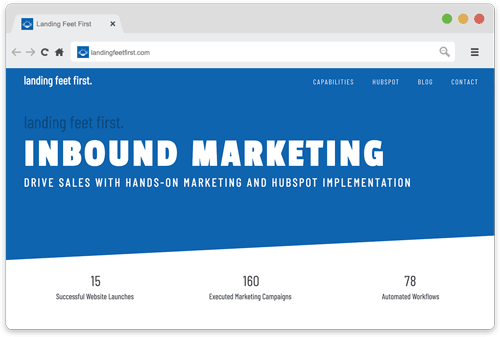 Landing Feet First
landingfeetfirst.com
landing feet first.
CAPABILITIES HUBSPOT BLOG CONTACT
landing feet first.
INBOUND MARKETING
DRIVE SALES WITH HANDS-ON MARKETING AND HUBSPOT IMPLEMENTATION
15 160 78
Successful Website Launches Executed Marketing Campaigns Automated Workflows